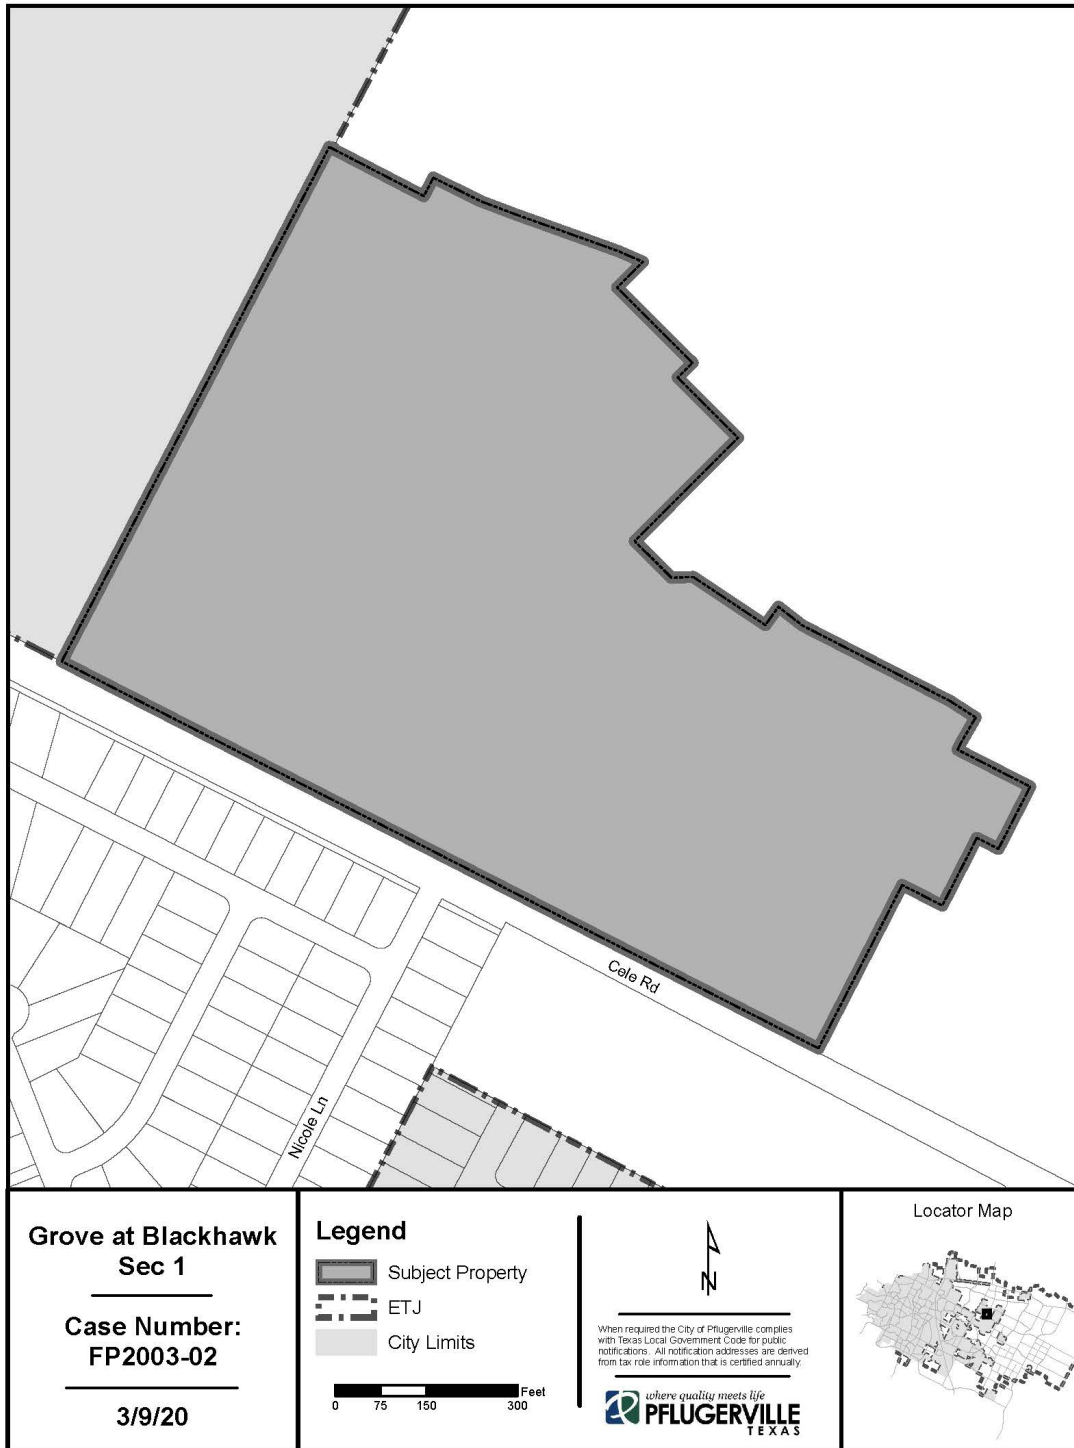 Cele Rd
Nicole Ln
Grove at Blackhawk
Sec 1
Case Number:
FP2003-02
3/9/20
Legend
Subject Property
ETJ
City Limits
Feet
0 75 150 300
N
When required the City of Pflugerville complies
with Texas Local Government Code for public
notifications. All notification addresses are derived
from tax role information that is certified annually.
where quality meets life
PFLUGERVILLE
TEXAS
Locator Map